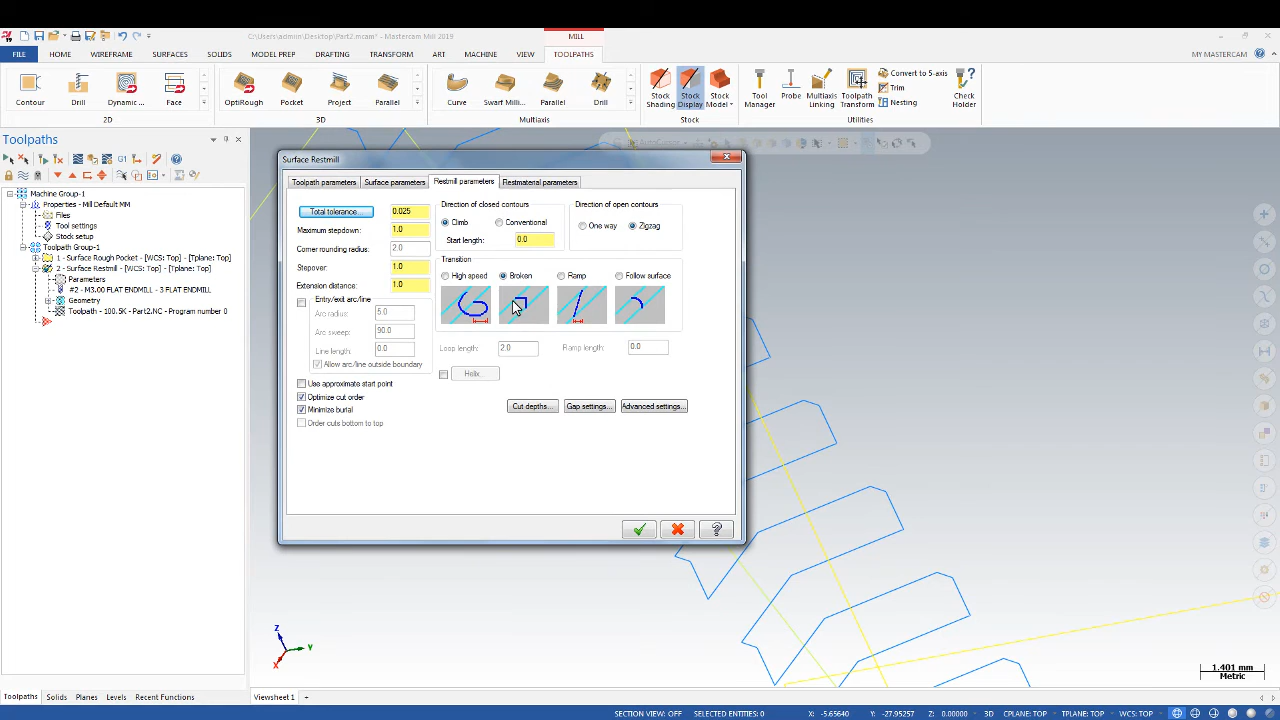 C:\Users\admin\Desktop\Part2.mcam* - Mastercam Mill 2019
MILL
FILE HOME WIREFRAME SURFACES SOLIDS MODEL PREP DRAFTING TRANSFORM ART MACHINE VIEW TOOLPATHS MY MASTERCAM
Contour Drill Dynamic ... Face
2D
OptiRough Pocket Project Parallel
3D
Curve Swarf Milli... Parallel Drill
Multiaxis
Stock Shading
Stock Display
Stock Model
Stock
Tool Manager
Probe
Multiaxis Linking
Toolpath Transform
Convert to 5-axis
Trim
Nesting
Check Holder
Utilities
Toolpaths
G1
Machine Group-1
Properties - Mill Default MM
Files
Tool settings
Stock setup
Toolpath Group-1
1 - Surface Rough Pocket - [WCS: Top] - [Tplane: Top]
2 - Surface Restmill - [WCS: Top] - [Tplane: Top]
Parameters
#2 - M3.00 FLAT ENDMILL - 3 FLAT ENDMILL
Geometry
Toolpath - 100.5K - Part2.NC - Program number 0
Surface Restmill
Toolpath parameters Surface parameters Restmill parameters Restmaterial parameters
Total tolerance... 0.025
Maximum stepdown: 1.0
Corner rounding radius: 2.0
Stepover: 1.0
Extension distance: 1.0
Entry/exit arc/line
Arc radius: 5.0
Arc sweep: 90.0
Line length: 0.0
Allow arc/line outside boundary
Use approximate start point
Optimize cut order
Minimize burial
Order cuts bottom to top
Direction of closed contours
Climb Conventional
Start length: 0.0
Direction of open contours
One way Zigzag
Transition
High speed Broken Ramp Follow surface
Loop length: 2.0 Ramp length: 0.0
Helix...
Cut depths... Gap settings... Advanced settings...
Z
Y
X
1.401 mm
Metric
Toolpaths Solids Planes Levels Recent Functions
Viewsheet 1 +
SECTION VIEW: OFF SELECTED ENTITIES: 0 X: -5.65640 Y: -27.95257 Z: 0.00000 3D CPLANE: TOP TPLANE: TOP WCS: TOP